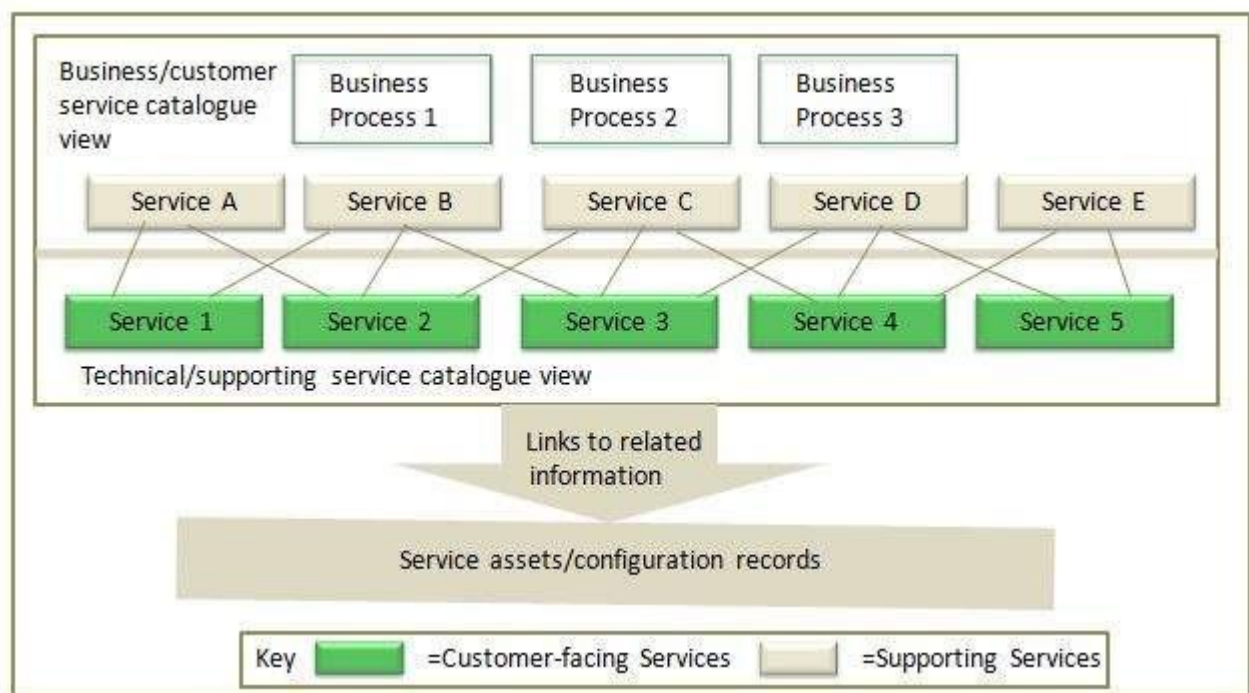 Business/customer
service catalogue
view
Business
Process 1
Business
Process 2
Business
Process 3
Service A
Service B
Service C
Service D
Service E
Service 1
Service 2
Service 3
Service 4
Service 5
Technical/supporting service catalogue view
Links to related
information
Service assets/configuration records
Key =Customer-facing Services =Supporting Services